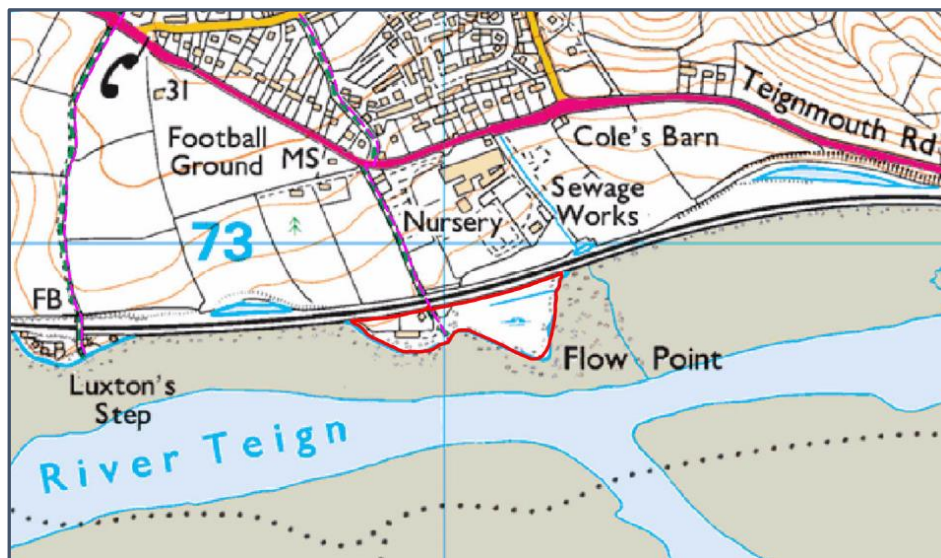 31
Football
Ground
MS
Cole's Barn
Teignmouth Rd
Nursery
Sewage
Works
73
FB
Luxton's
Step
Flow Point
River Teign